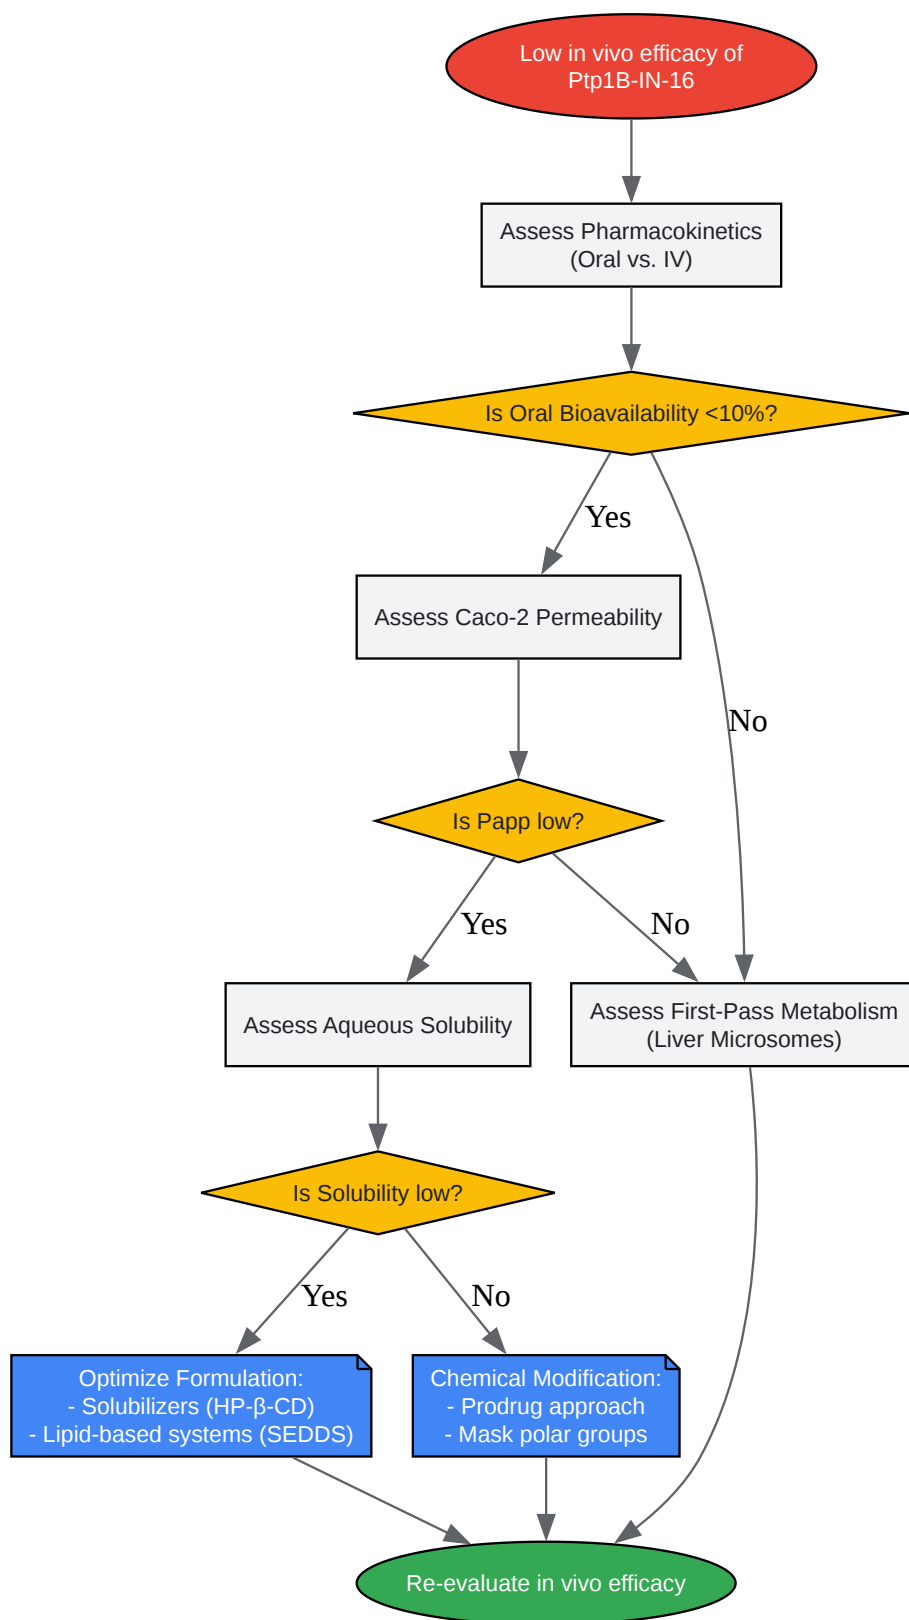 Low in vivo efficacy of
Ptp1B-IN-16
Assess Pharmacokinetics
(Oral vs. IV)
Is Oral Bioavailability <10%?
Yes
Assess Caco-2 Permeability
No
Is Papp low?
Yes
No
Assess Aqueous Solubility
Assess First-Pass Metabolism
(Liver Microsomes)
Is Solubility low?
Yes
No
Optimize Formulation:
- Solubilizers (HP-β-CD)
- Lipid-based systems (SEDDS)
Chemical Modification:
- Prodrug approach
- Mask polar groups
Re-evaluate in vivo efficacy